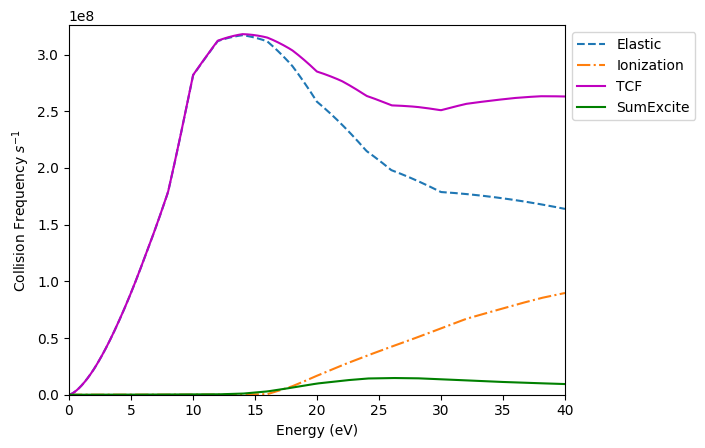 1e8
3.0
2.5
2.0
1.5
1.0
0.5
0.0
Collision Frequency s⁻¹
0 5 10 15 20 25 30 35 40
Energy (eV)
Elastic
Ionization
TCF
SumExcite